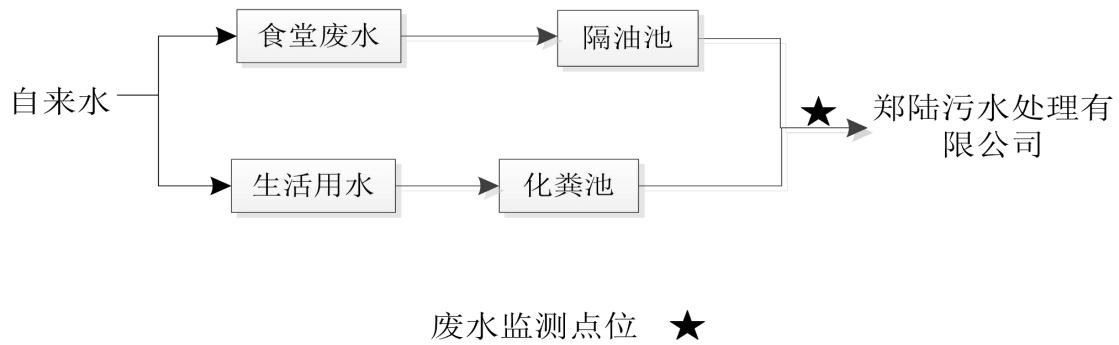 食堂废水
隔油池
自来水
郑陆污水处理有
限公司
生活用水
化粪池
废水监测点位 ★